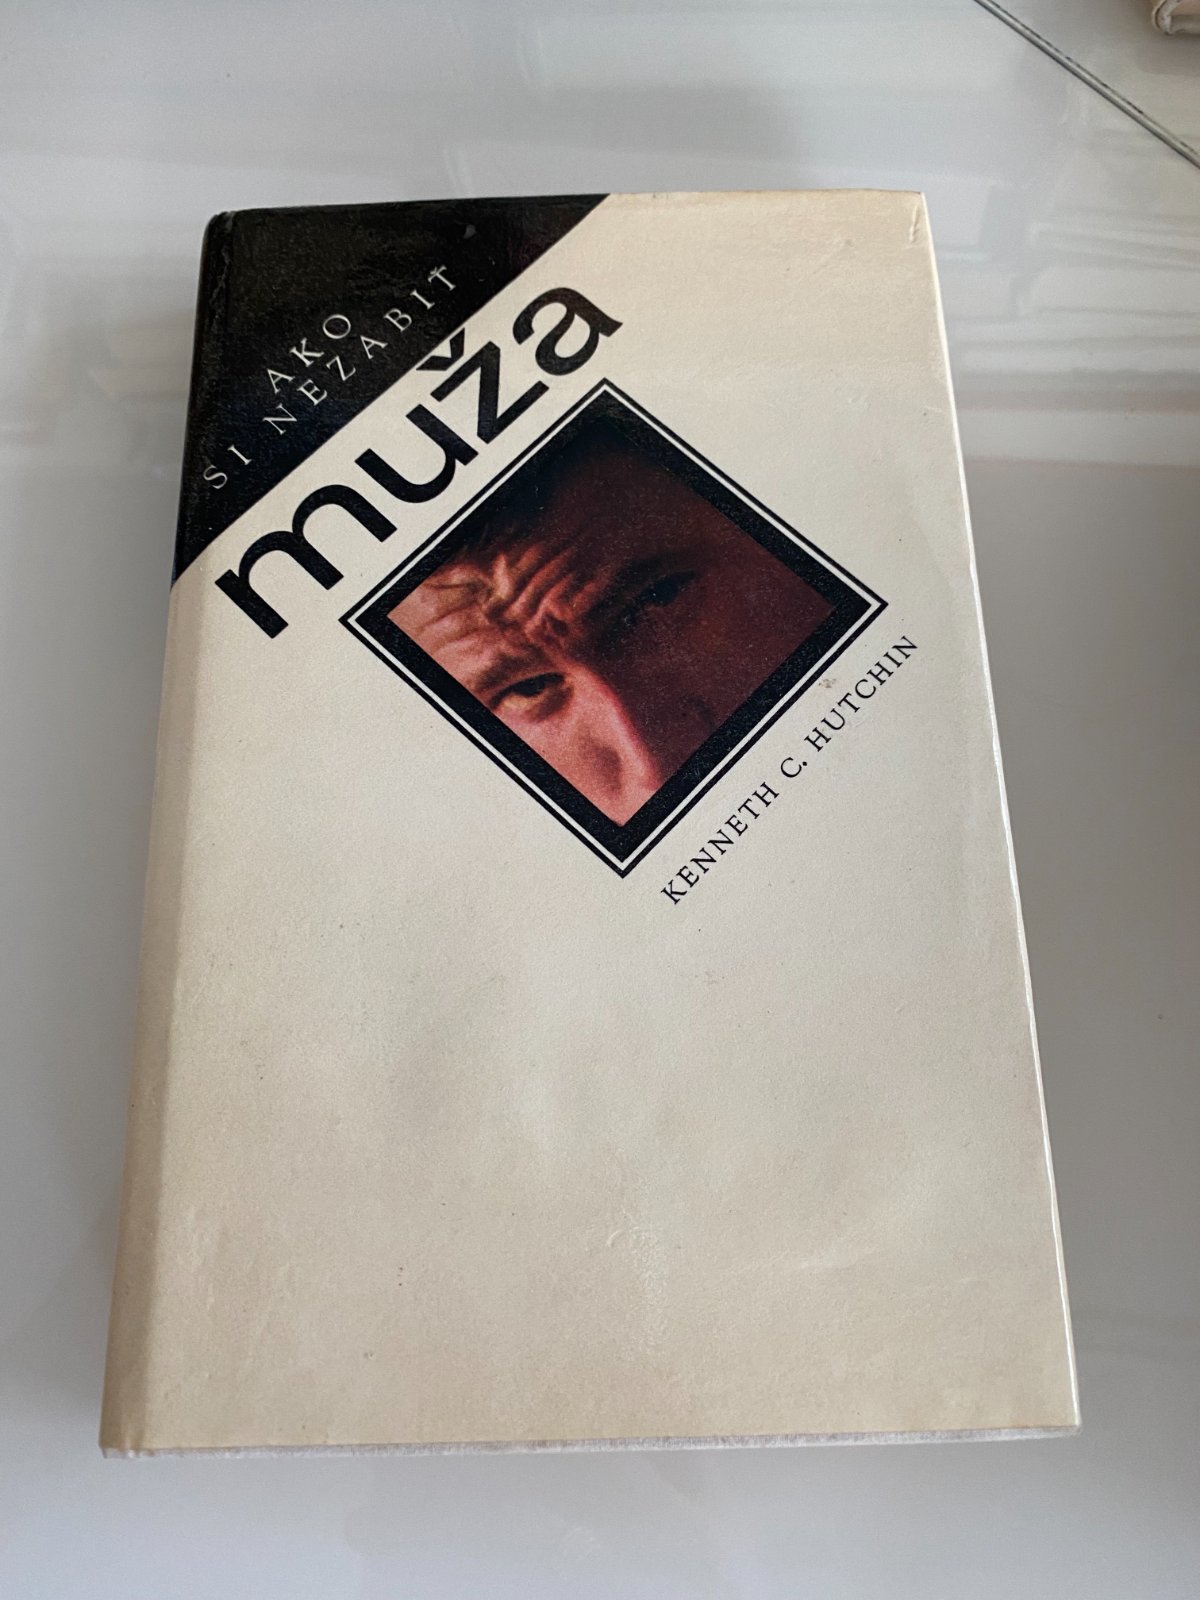 AKO
SI NEZABIŤ
muža
KENNETH C. HUTCHIN